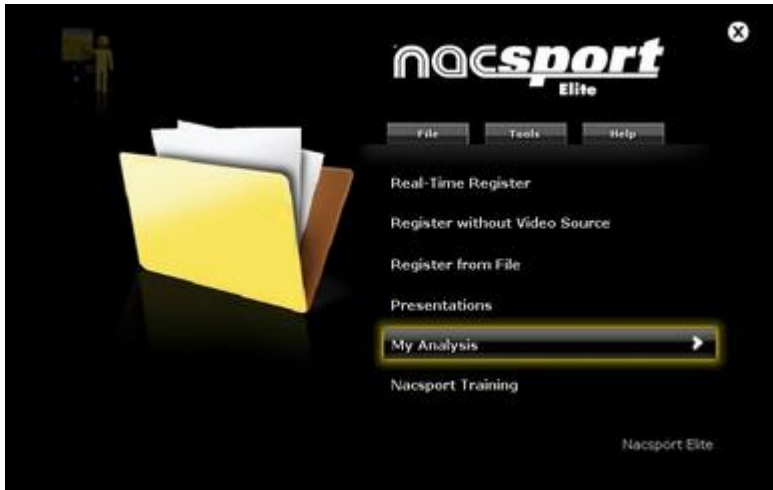 nacsport
Elite
File Tools Help
Real-Time Register
Register without Video Source
Register from File
Presentations
My Analysis
Nacsport Training
Nacsport Elite